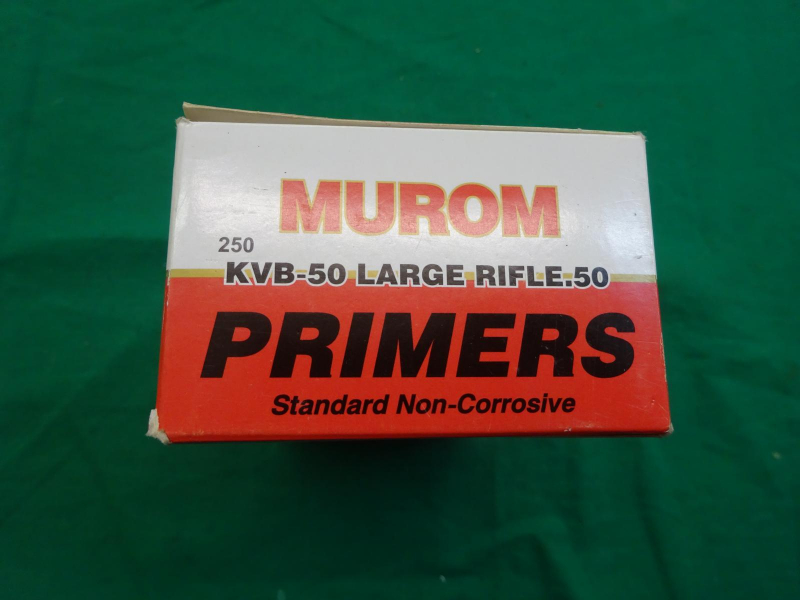 MUROM
250
KVB-50 LARGE RIFLE.50
PRIMERS
Standard Non-Corrosive